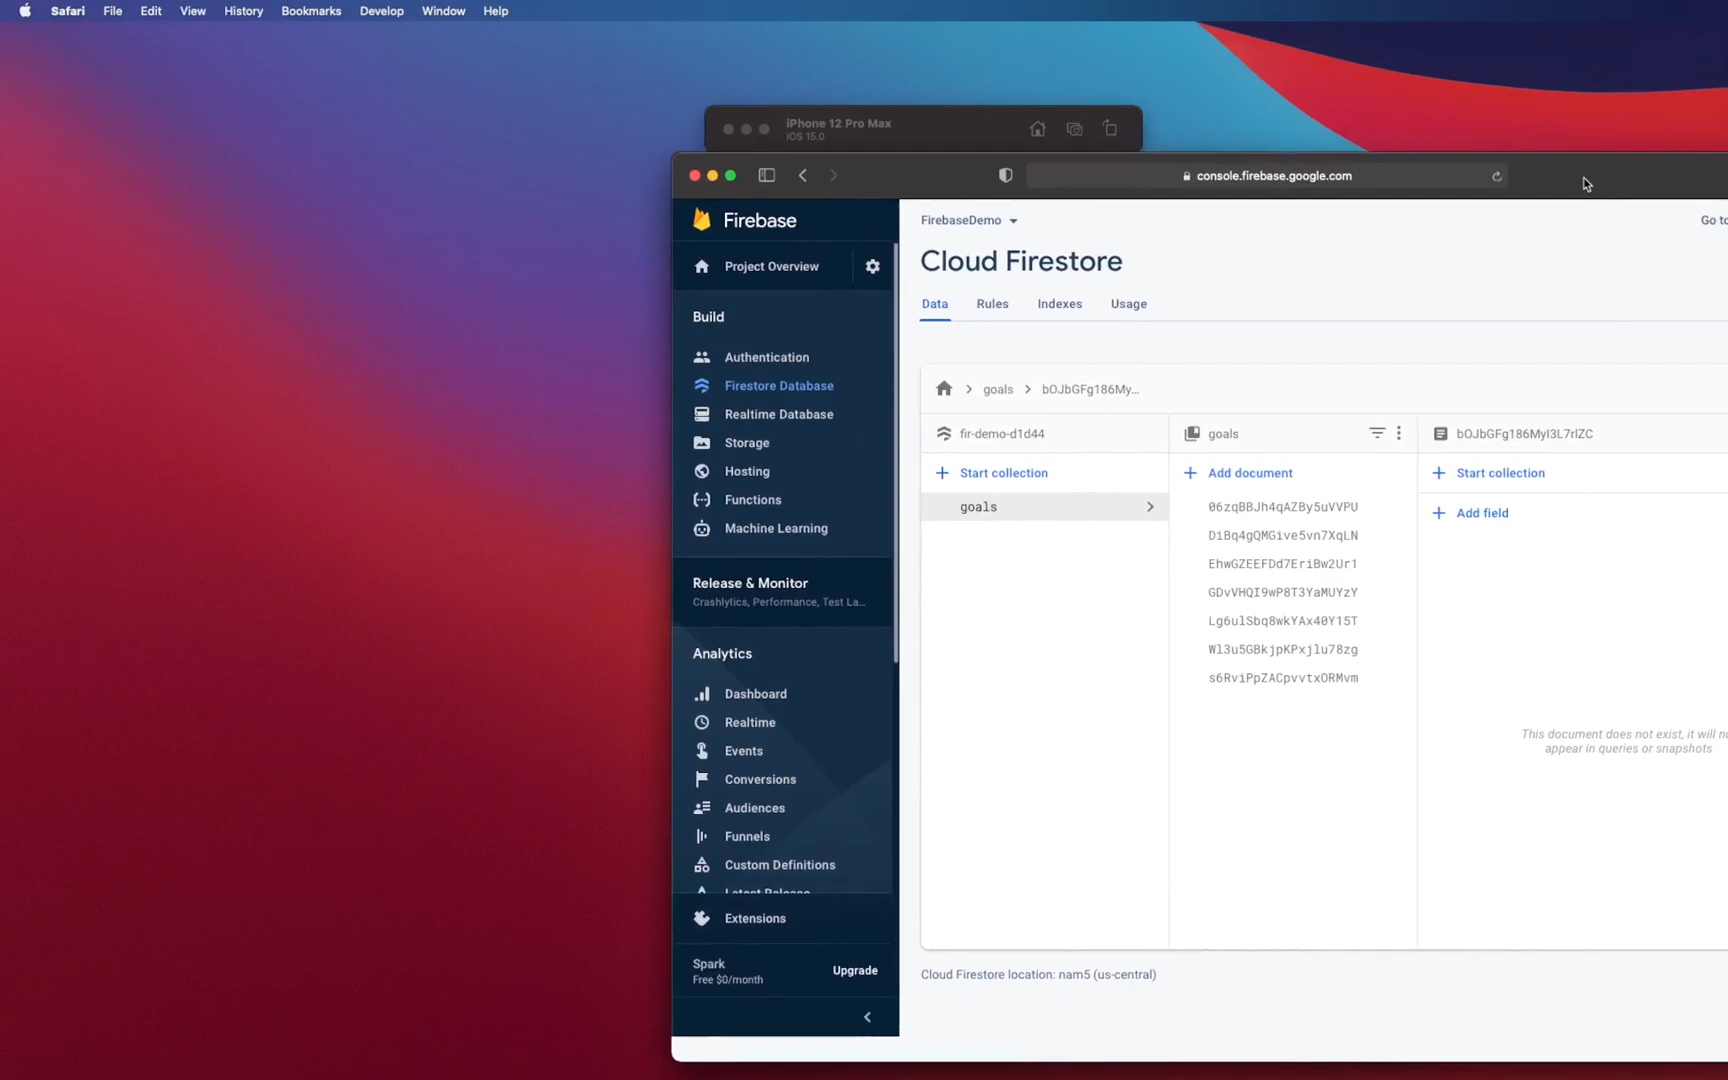 Safari File Edit View History Bookmarks Develop Window Help
iPhone 12 Pro Max
iOS 15.0
console.firebase.google.com
Firebase
Project Overview
Build
Authentication
Firestore Database
Realtime Database
Storage
Hosting
Functions
Machine Learning
Release & Monitor
Crashlytics, Performance, Test La...
Analytics
Dashboard
Realtime
Events
Conversions
Audiences
Funnels
Custom Definitions
Latest Release
Extensions
Spark
Free $0/month
Upgrade
FirebaseDemo
Go to
Cloud Firestore
Data Rules Indexes Usage
goals
bOJbGFg186My...
fir-demo-d1d44
Start collection
goals
goals
Add document
06zqBBJh4qAZBy5uVVPU
DiBq4gQMGive5vn7XqLN
EhwGZEEFDd7EriBw2Ur1
GDvVHQI9wP8T3YaMUYzY
Lg6ulSbq8wkYAx40Y15T
Wl3u5GBkjpKPxjlu78zg
s6RviPpZACpvvtxORMvm
bOJbGFg186MyI3L7rIZC
Start collection
Add field
This document does not exist, it will no
appear in queries or snapshots
Cloud Firestore location: nam5 (us-central)